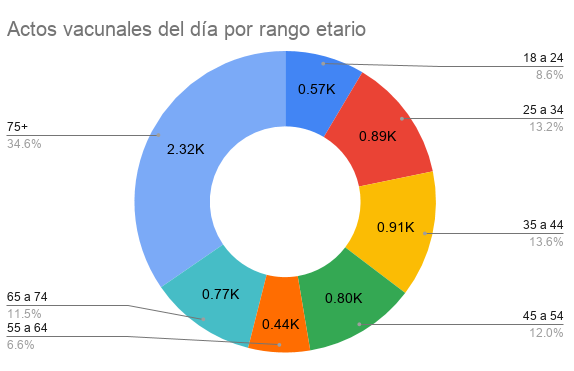 Actos vacunales del día por rango etario
18 a 24
8.6%
0.57K
25 a 34
13.2%
0.89K
75+
34.6%
2.32K
35 a 44
13.6%
0.91K
65 a 74
11.5%
0.77K
0.80K
45 a 54
12.0%
55 a 64
6.6%
0.44K